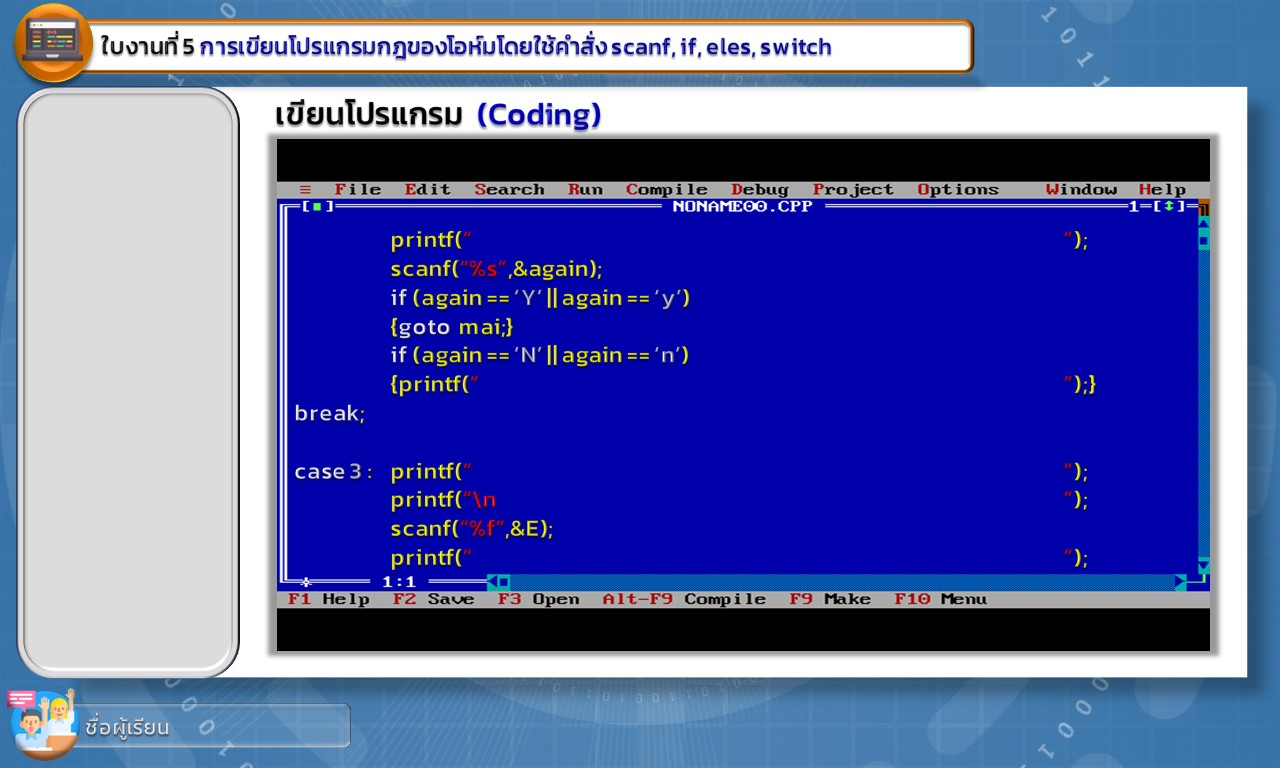 ใบงานที่ 5 การเขียนโปรแกรมกฎของโอห์มโดยใช้คำสั่ง scanf, if, eles, switch
เขียนโปรแกรม (Coding)
≡ File Edit Search Run Compile Debug Project Options Window Help
[■] NONAME00.CPP 1=[↕]
printf(“ ”);
scanf(“%s”,&again);
if (again == ‘Y’ || again == ‘y’)
{goto mai;}
if (again == ‘N’ || again == ‘n’)
{printf(“ ”);}
break;
case 3 : printf(“ ”);
printf(“\n ”);
scanf(“%f”,&E);
printf(“ ”);
* 1:1
F1 Help F2 Save F3 Open Alt-F9 Compile F9 Make F10 Menu
ชื่อผู้เรียน